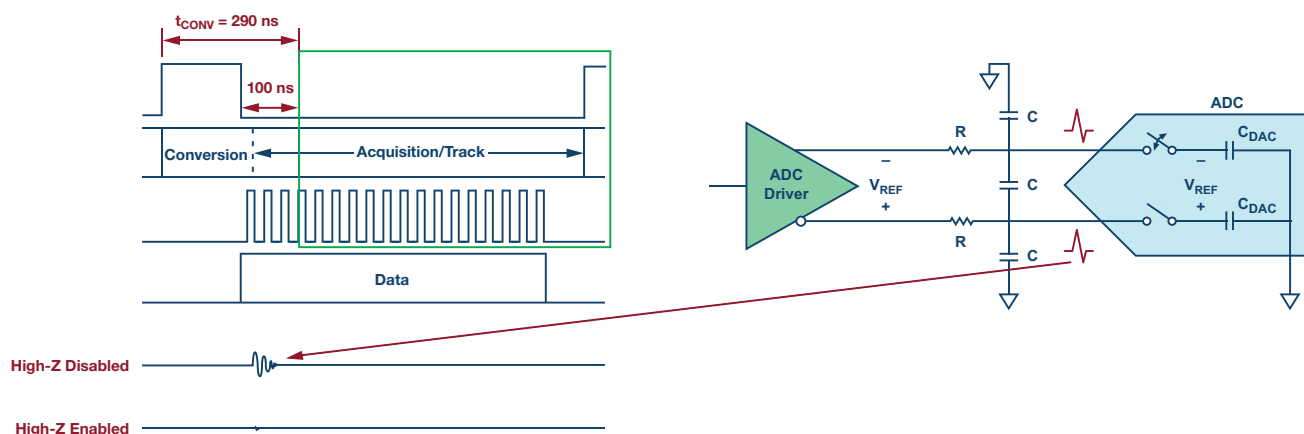 tCONV = 290 ns
100 ns
Conversion
Acquisition/Track
Data
High-Z Disabled
High-Z Enabled
ADC
Driver
R
R
–
VREF
+
C
C
C
ADC
CDAC
–
VREF
+
CDAC